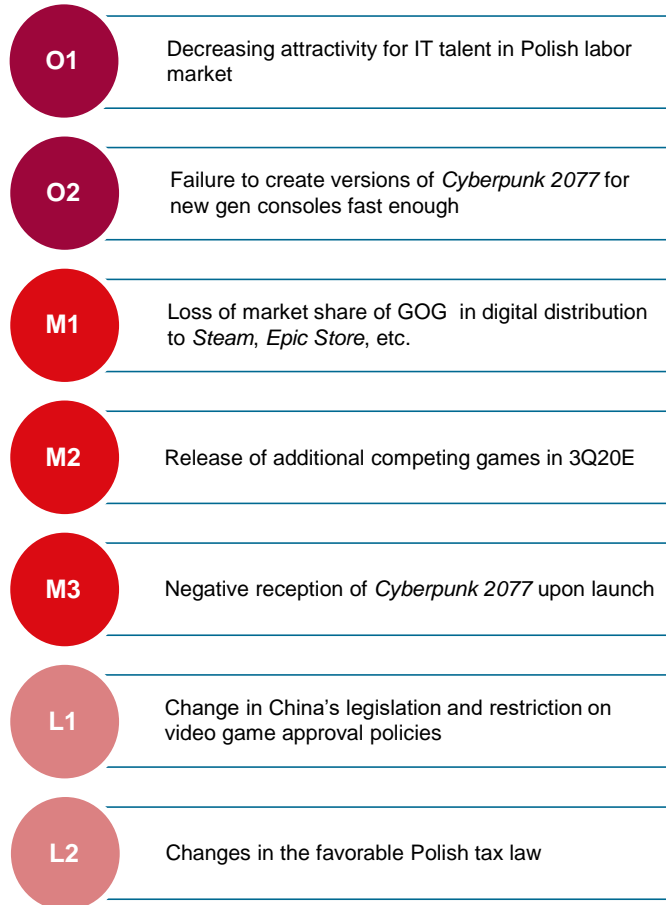 O1
Decreasing attractivity for IT talent in Polish labor
market
O2
Failure to create versions of Cyberpunk 2077 for
new gen consoles fast enough
M1
Loss of market share of GOG in digital distribution
to Steam, Epic Store, etc.
M2
Release of additional competing games in 3Q20E
M3
Negative reception of Cyberpunk 2077 upon launch
L1
Change in China’s legislation and restriction on
video game approval policies
L2
Changes in the favorable Polish tax law